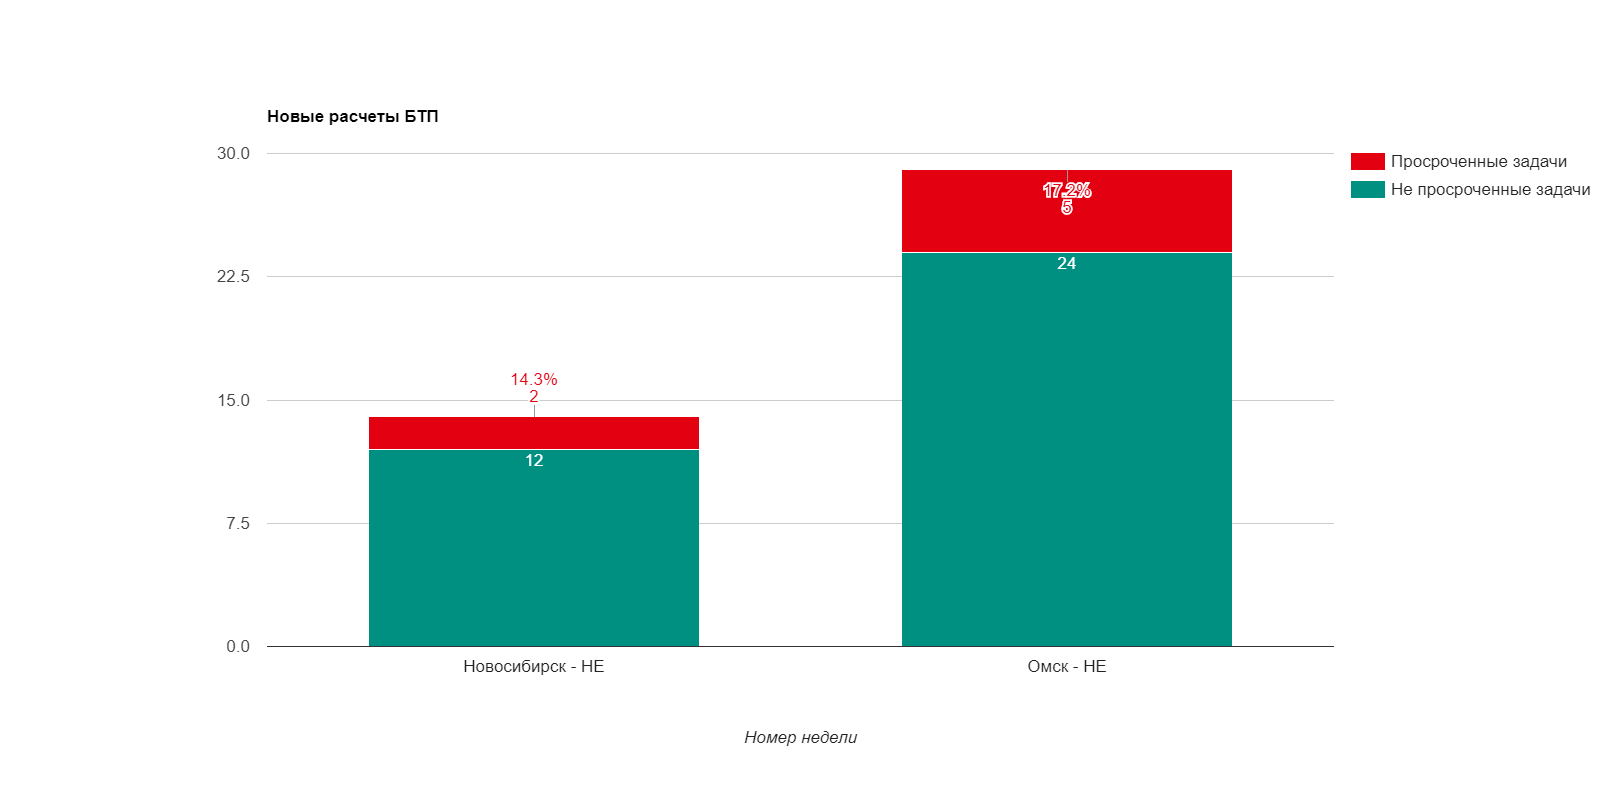 Новые расчеты БТП
30.0
22.5
15.0
7.5
0.0
14.3%
2
12
17.2%
5
24
Новосибирск - НЕ
Омск - НЕ
Номер недели
Просроченные задачи
Не просроченные задачи